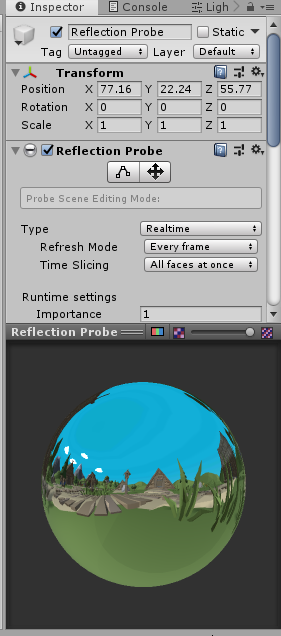 Inspector Console Ligh
Reflection Probe Static
Tag Untagged Layer Default
Transform
Position X 77.16 Y 22.24 Z 55.77
Rotation X 0 Y 0 Z 0
Scale X 1 Y 1 Z 1
Reflection Probe
Probe Scene Editing Mode:
Type Realtime
Refresh Mode Every frame
Time Slicing All faces at once
Runtime settings
Importance 1
Reflection Probe